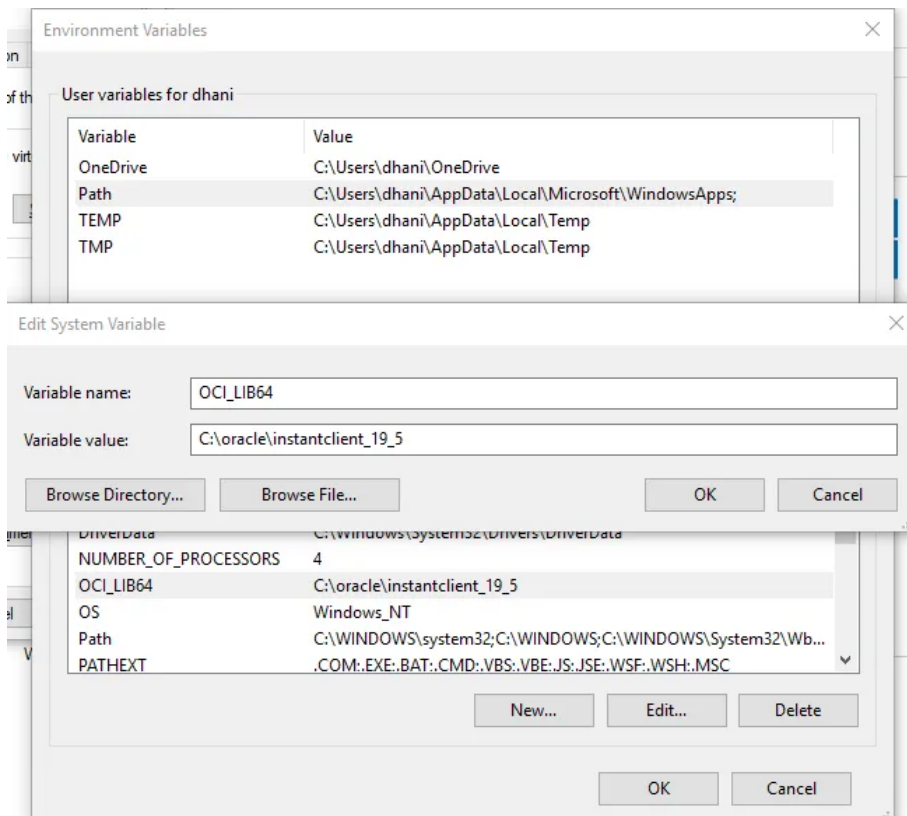 Environment Variables
on
of th
User variables for dhani
Variable Value
virt
OneDrive C:\Users\dhani\OneDrive
Path C:\Users\dhani\AppData\Local\Microsoft\WindowsApps;
TEMP C:\Users\dhani\AppData\Local\Temp
TMP C:\Users\dhani\AppData\Local\Temp
Edit System Variable
Variable name: OCI_LIB64
Variable value: C:\oracle\instantclient_19_5
Browse Directory... Browse File... OK Cancel
DriverData C:\Windows\System32\Drivers\DriverData
NUMBER_OF_PROCESSORS 4
OCI_LIB64 C:\oracle\instantclient_19_5
OS Windows_NT
Path C:\WINDOWS\system32;C:\WINDOWS;C:\WINDOWS\System32\Wb...
PATHEXT .COM;.EXE;.BAT;.CMD;.VBS;.VBE;.JS;.JSE;.WSF;.WSH;.MSC
New... Edit... Delete
OK Cancel